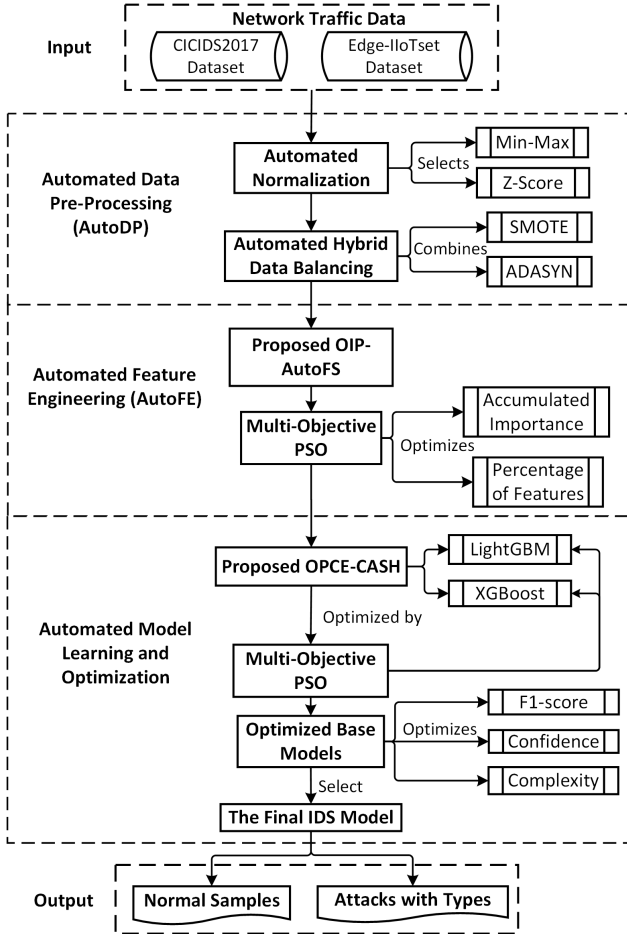 Network Traffic Data
Input
CICIDS2017
Dataset
Edge-IIoTset
Dataset
Automated Data
Pre-Processing
(AutoDP)
Automated
Normalization
Selects
Min-Max
Z-Score
Automated Hybrid
Data Balancing
Combines
SMOTE
ADASYN
Automated Feature
Engineering (AutoFE)
Proposed OIP-
AutoFS
Multi-Objective
PSO
Optimizes
Accumulated
Importance
Percentage
of Features
Automated Model
Learning and
Optimization
Proposed OPCE-CASH
LightGBM
XGBoost
Optimized by
Multi-Objective
PSO
Optimized Base
Models
Optimizes
F1-score
Confidence
Complexity
Select
The Final IDS Model
Output
Normal Samples
Attacks with Types